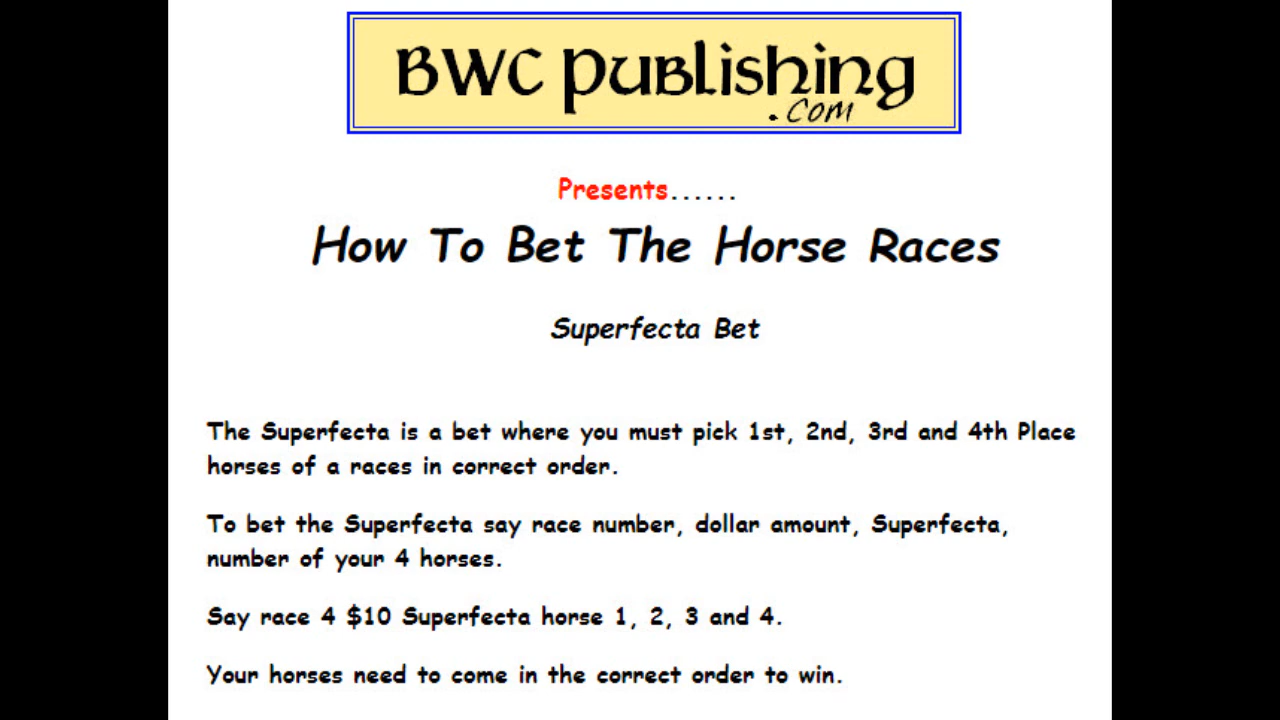 BWC Publishing
.com
Presents......
How To Bet The Horse Races
Superfecta Bet
The Superfecta is a bet where you must pick 1st, 2nd, 3rd and 4th Place
horses of a races in correct order.
To bet the Superfecta say race number, dollar amount, Superfecta,
number of your 4 horses.
Say race 4 $10 Superfecta horse 1, 2, 3 and 4.
Your horses need to come in the correct order to win.